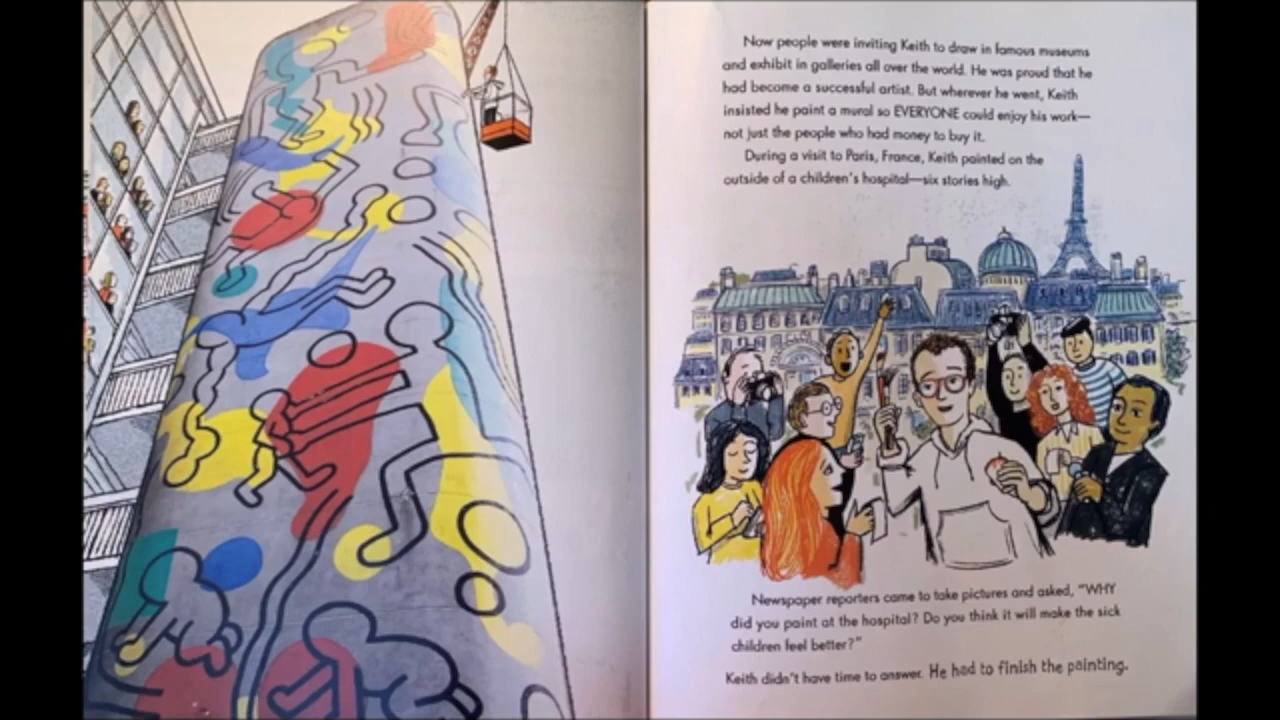 Now people were inviting Keith to draw in famous museums
and exhibit in galleries all over the world. He was proud that he
had become a successful artist. But wherever he went, Keith
insisted he paint a mural so EVERYONE could enjoy his work—
not just the people who had money to buy it.
During a visit to Paris, France, Keith painted on the
outside of a children's hospital—six stories high.
Newspaper reporters came to take pictures and asked, "WHY
did you paint at the hospital? Do you think it will make the sick
children feel better?"
Keith didn't have time to answer. He had to finish the painting.